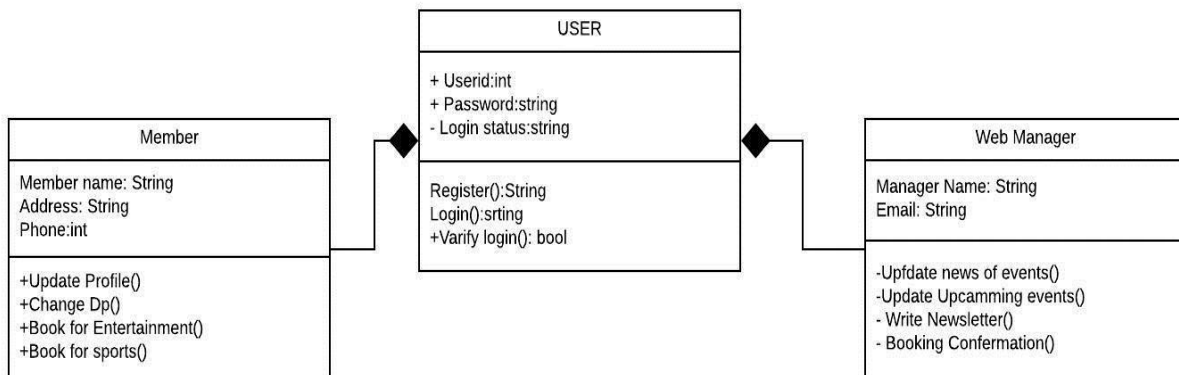 USER
+ Userid:int
+ Password:string
- Login status:string
Register():String
Login():srting
+Varify login(): bool
Member
Member name: String
Address: String
Phone:int
+Update Profile()
+Change Dp()
+Book for Entertainment()
+Book for sports()
Web Manager
Manager Name: String
Email: String
-Upfdate news of events()
-Update Upcamming events()
- Write Newsletter()
- Booking Confermation()